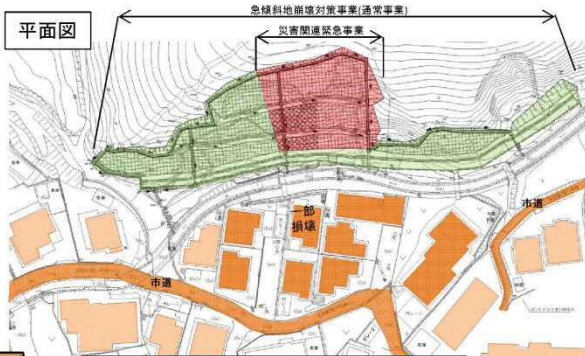 平面図
急傾斜地崩壊対策事業(通常事業)
災害関連緊急事業
一部
損壊
市道
市道